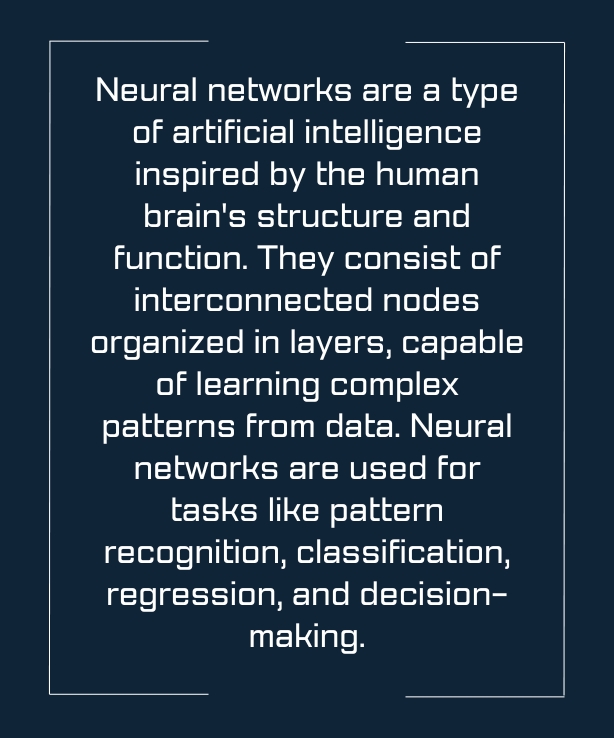 Neural networks are a type
of artificial intelligence
inspired by the human
brain's structure and
function. They consist of
interconnected nodes
organized in layers, capable
of learning complex
patterns from data. Neural
networks are used for
tasks like pattern
recognition, classification,
regression, and decision-
making.